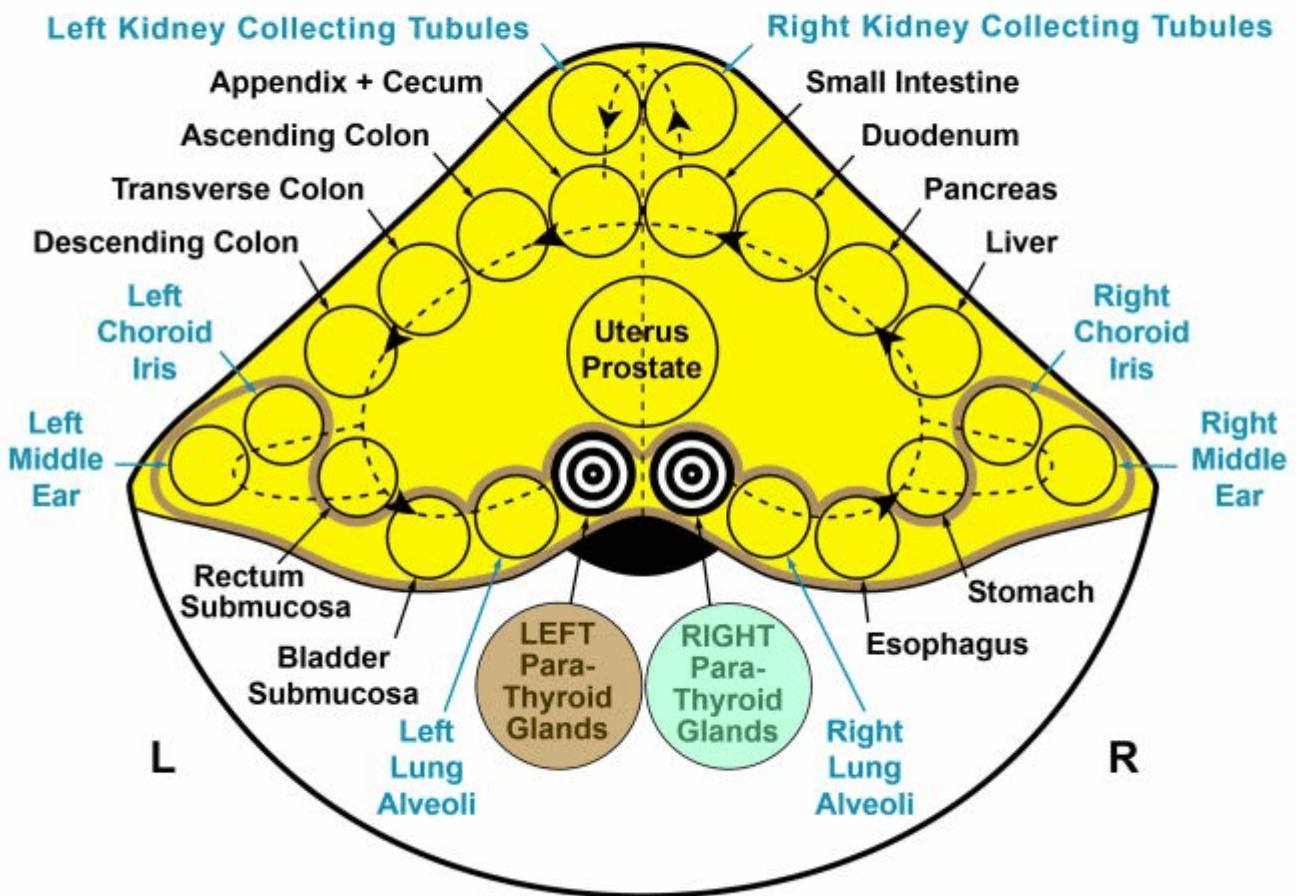 Left Kidney Collecting Tubules
Right Kidney Collecting Tubules
Appendix + Cecum
Small Intestine
Ascending Colon
Duodenum
Transverse Colon
Pancreas
Descending Colon
Liver
Left
Choroid
Iris
Right
Choroid
Iris
Uterus
Prostate
Left
Middle
Ear
Right
Middle
Ear
Rectum
Submucosa
Stomach
Bladder
Submucosa
Esophagus
LEFT
Para-
Thyroid
Glands
RIGHT
Para-
Thyroid
Glands
Left
Lung
Alveoli
Right
Lung
Alveoli
L
R